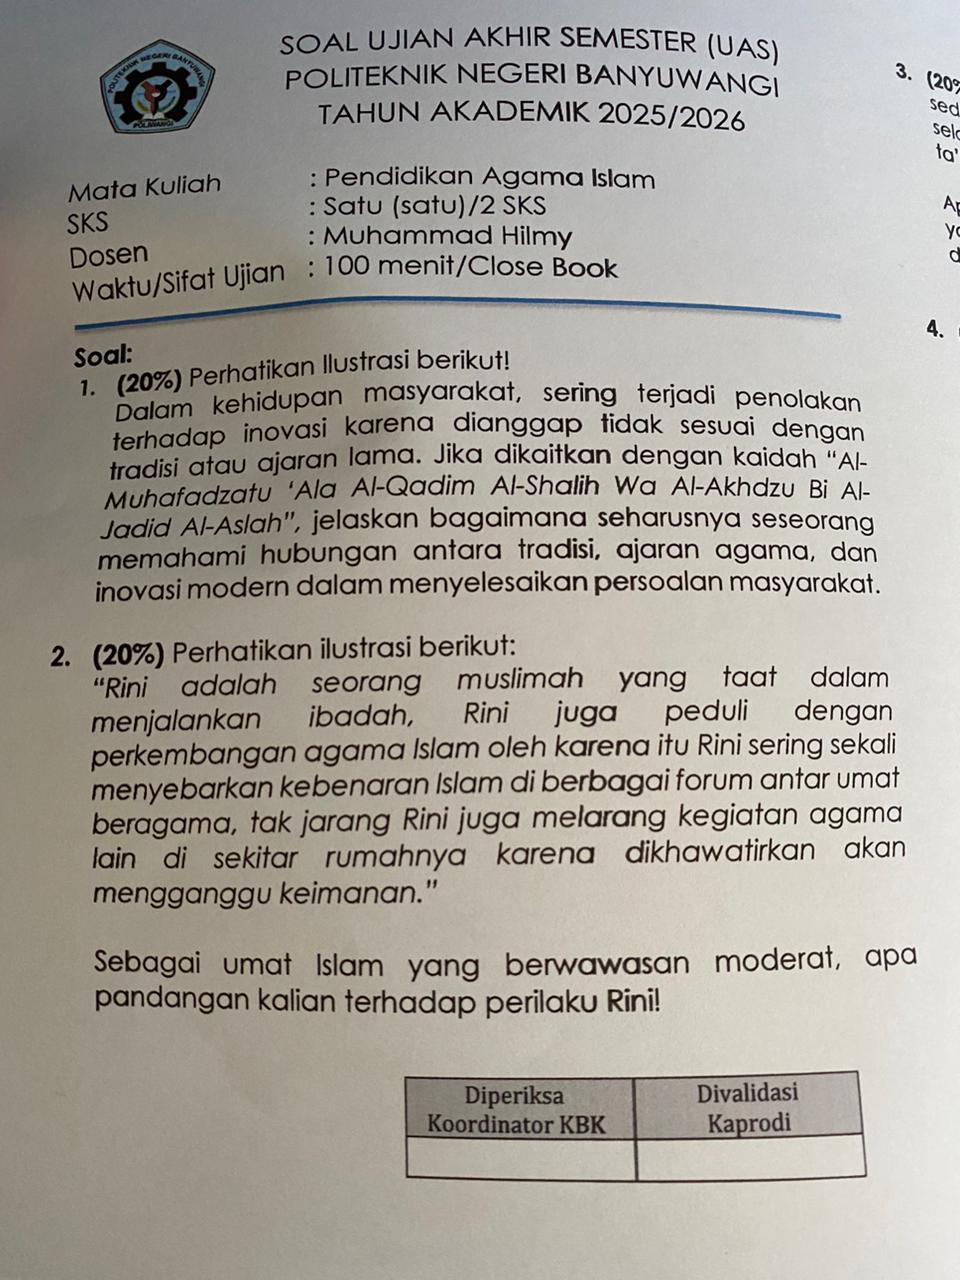 POLITEKNIK NEGERI BANYUWANGI
POLIWANGI
SOAL UJIAN AKHIR SEMESTER (UAS)
POLITEKNIK NEGERI BANYUWANGI
TAHUN AKADEMIK 2025/2026
Mata Kuliah : Pendidikan Agama Islam
SKS : Satu (satu)/2 SKS
Dosen : Muhammad Hilmy
Waktu/Sifat Ujian : 100 menit/Close Book
Soal:
1. (20%) Perhatikan Ilustrasi berikut!
Dalam kehidupan masyarakat, sering terjadi penolakan
terhadap inovasi karena dianggap tidak sesuai dengan
tradisi atau ajaran lama. Jika dikaitkan dengan kaidah “Al-
Muhafadzatu ‘Ala Al-Qadim Al-Shalih Wa Al-Akhdzu Bi Al-
Jadid Al-Aslah”, jelaskan bagaimana seharusnya seseorang
memahami hubungan antara tradisi, ajaran agama, dan
inovasi modern dalam menyelesaikan persoalan masyarakat.
2. (20%) Perhatikan ilustrasi berikut:
“Rini adalah seorang muslimah yang taat dalam
menjalankan ibadah, Rini juga peduli dengan
perkembangan agama Islam oleh karena itu Rini sering sekali
menyebarkan kebenaran Islam di berbagai forum antar umat
beragama, tak jarang Rini juga melarang kegiatan agama
lain di sekitar rumahnya karena dikhawatirkan akan
mengganggu keimanan.”
Sebagai umat Islam yang berwawasan moderat, apa
pandangan kalian terhadap perilaku Rini!
Diperiksa
Koordinator KBK
Divalidasi
Kaprodi
3. (20%
ta'
4.